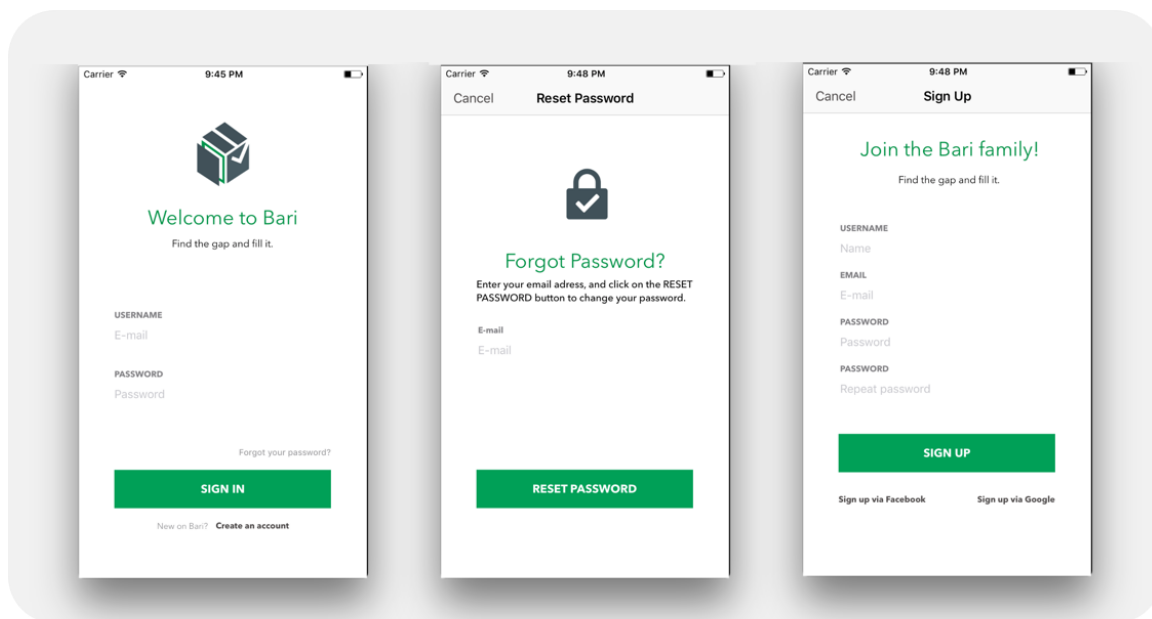 Carrier 9:45 PM
Welcome to Bari
Find the gap and fill it.
USERNAME
E-mail
PASSWORD
Password
Forgot your password?
SIGN IN
New on Bari? Create an account
Carrier 9:48 PM
Cancel Reset Password
Forgot Password?
Enter your email adress, and click on the RESET
PASSWORD button to change your password.
E-mail
E-mail
RESET PASSWORD
Carrier 9:48 PM
Cancel Sign Up
Join the Bari family!
Find the gap and fill it.
USERNAME
Name
EMAIL
E-mail
PASSWORD
Password
PASSWORD
Repeat password
SIGN UP
Sign up via Facebook Sign up via Google